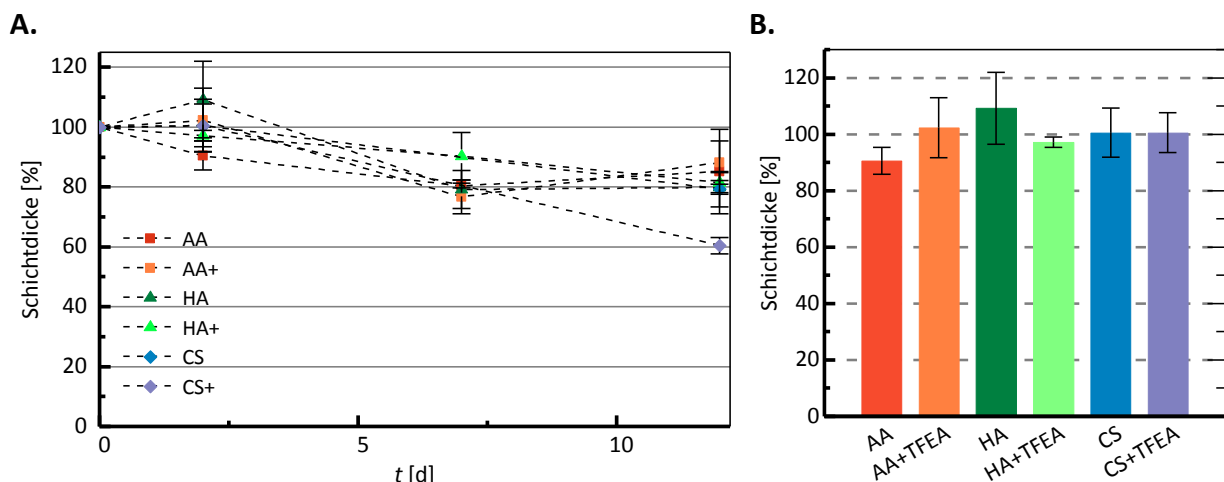 A.
Schichtdicke [%]
120
100
80
60
40
20
0
AA
AA+
HA
HA+
CS
CS+
0
5
10
t [d]
B.
Schichtdicke [%]
120
100
80
60
40
20
0
AA
AA+TFEA
HA
HA+TFEA
CS
CS+TFEA